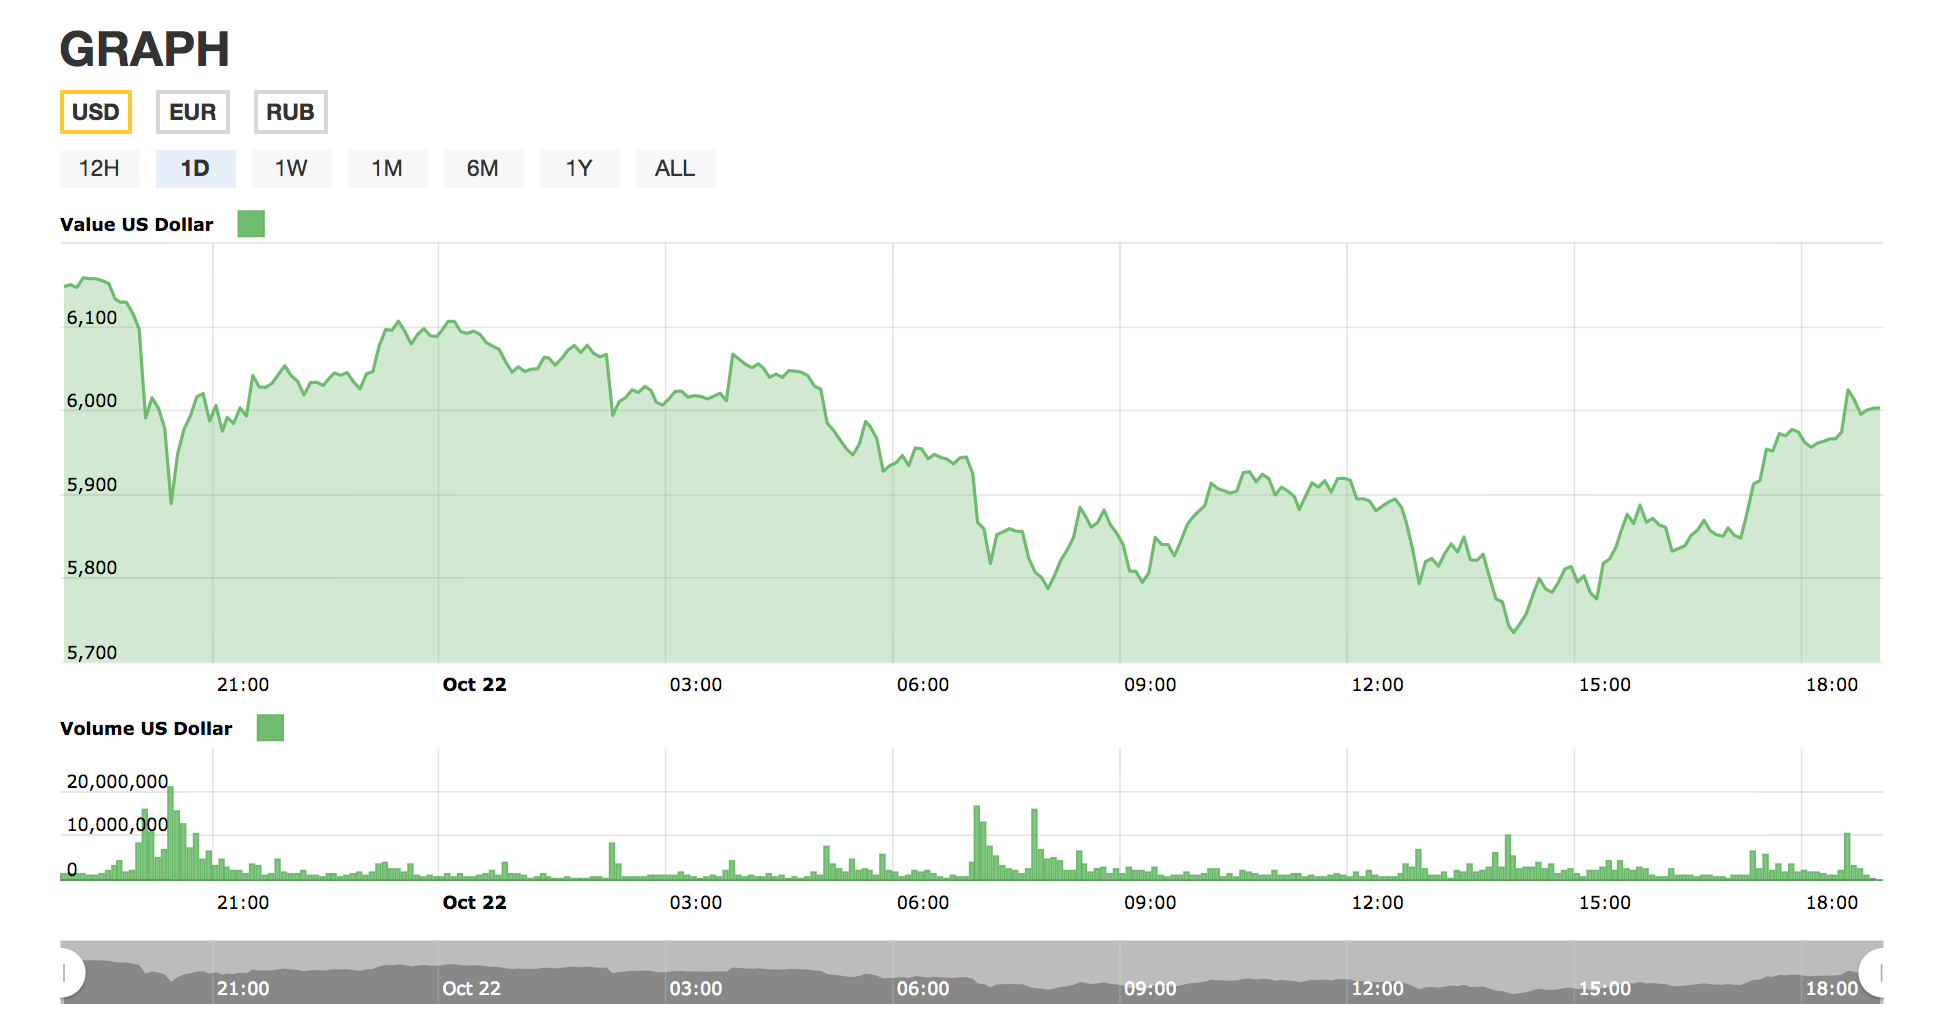 GRAPH
USD EUR RUB
12H 1D 1W 1M 6M 1Y ALL
Value US Dollar
6,100
6,000
5,900
5,800
5,700
21:00 Oct 22 03:00 06:00 09:00 12:00 15:00 18:00
Volume US Dollar
20,000,000
10,000,000
0
21:00 Oct 22 03:00 06:00 09:00 12:00 15:00 18:00
21:00 Oct 22 03:00 06:00 09:00 12:00 15:00 18:00